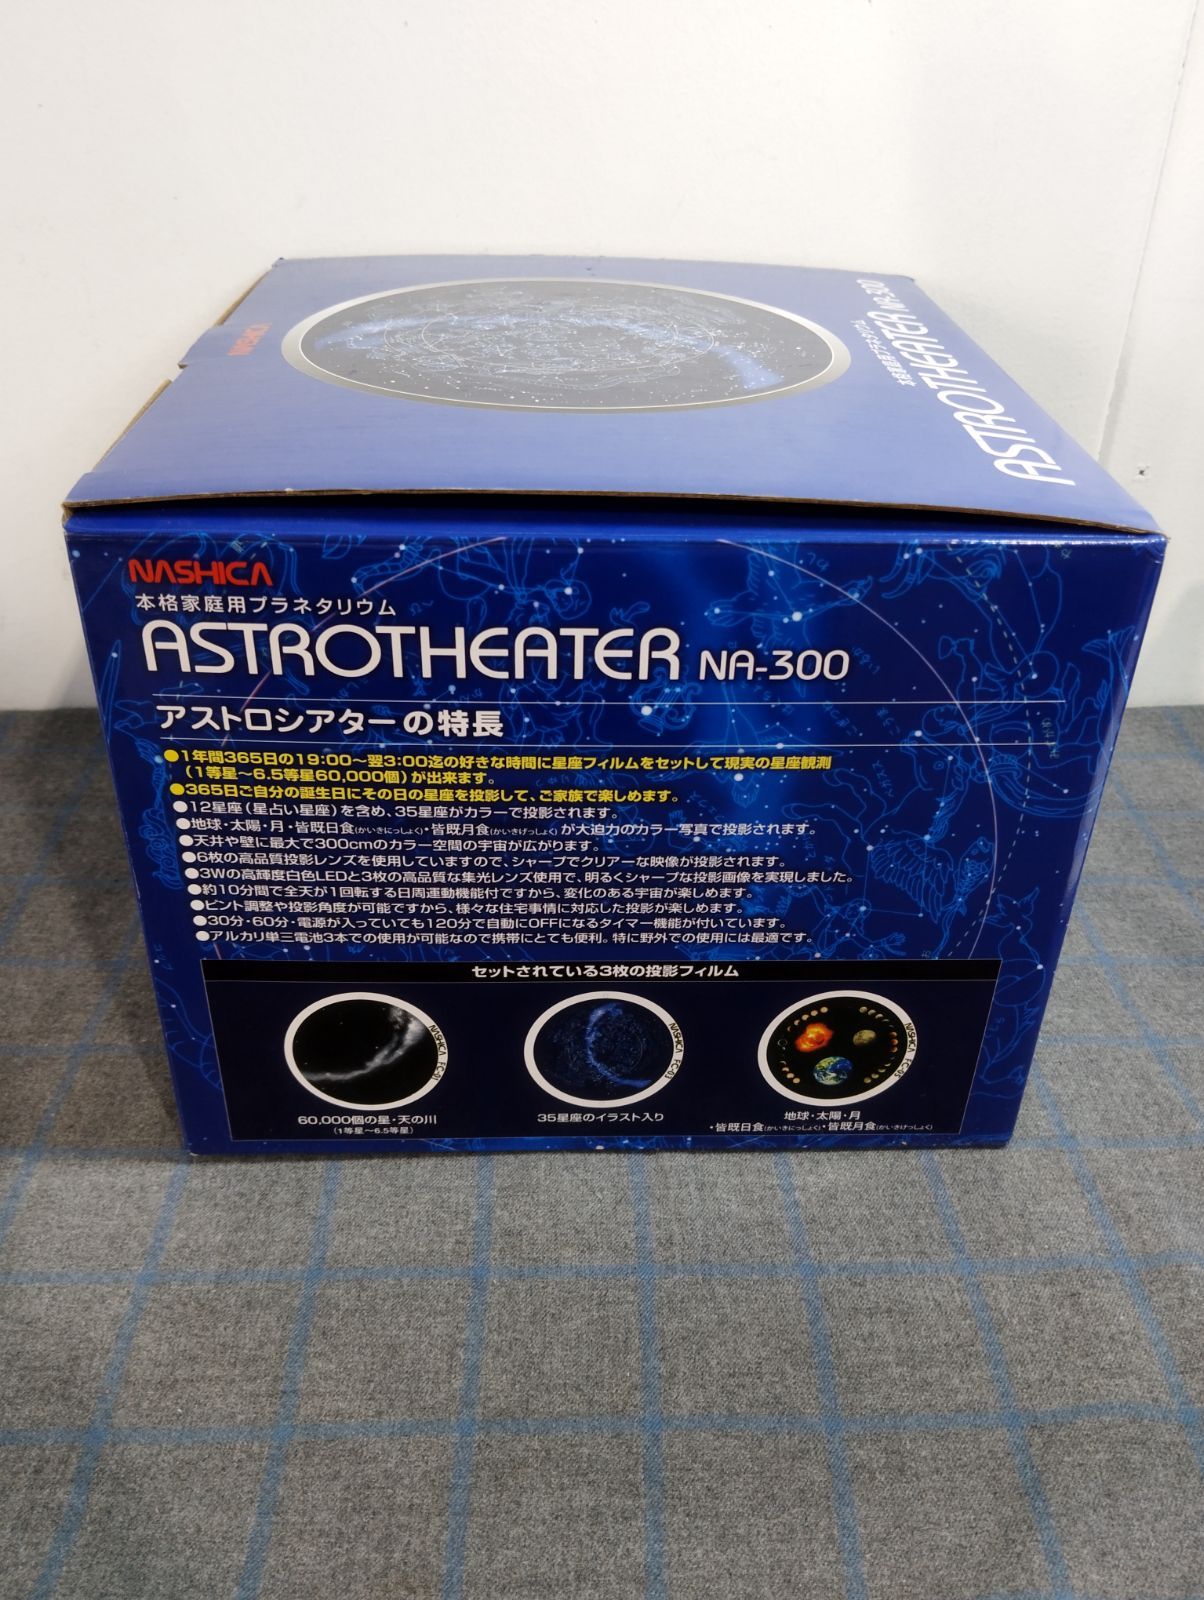 NASHICA
本格家庭用プラネタリウム
ASTROTHEATER NA-300
NASHICA
本格家庭用プラネタリウム
ASTROTHEATER NA-300
アストロシアターの特長
●1年間365日の19:00〜翌3:00迄の好きな時間に星座フィルムをセットして現実の星座観測
(1等星〜6.5等星60,000個)が出来ます。
●365日ご自分の誕生日にその日の星座を投影して、ご家族で楽しめます。
●12星座(星占い星座)を含め、35星座がカラーで投影されます。
●地球・太陽・月・皆既日食(かいきにっしょく)・皆既月食(かいきげっしょく)が大迫力のカラー写真で投影されます。
●天井や壁に最大で300cmのカラー空間の宇宙が広がります。
●6枚の高品質投影レンズを使用していますので、シャープでクリアーな映像が投影されます。
●3Wの高輝度白色LEDと3枚の高品質な集光レンズ使用で、明るくシャープな投影画像を実現しました。
●約10分間で全天が1回転する日周運動機能付ですから、変化のある宇宙が楽しめます。
●ピント調整や投影角度が可能ですから、様々な住宅事情に対応した投影が楽しめます。
●30分・60分・電源が入っていても120分で自動にOFFになるタイマー機能が付いています。
●アルカリ単三電池3本での使用が可能なので携帯にとても便利。特に野外での使用には最適です。
セットされている3枚の投影フィルム
NASHICA FC-01
NASHICA FC-03
NASHICA FC-05
60,000個の星・天の川
(1等星〜6.5等星)
35星座のイラスト入り
地球・太陽・月
・皆既日食(かいきにっしょく)・皆既月食(かいきげっしょく)